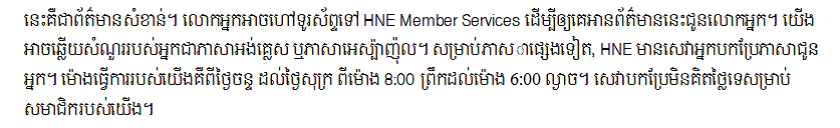 នេះគឺជាព័ត៌មានសំខាន់។ លោកអ្នកអាចហៅទូរស័ព្ទទៅ HNE Member Services ដើម្បីឲ្យគេអានព័ត៌មាននេះជូនលោកអ្នក។ យើង
អាចឆ្លើយសំណួររបស់អ្នកជាភាសាអង់គ្លេស ឬភាសាអេស្ប៉ាញ៉ុល។ សម្រាប់ភាស​ាផ្សេងទៀត, HNE មានសេវាអ្នកបកប្រែភាសាជូន
អ្នក។ ម៉ោងធ្វើការរបស់យើងគឺពីថ្ងៃចន្ទ ដល់ថ្ងៃសុក្រ ពីម៉ោង 8:00 ព្រឹកដល់ម៉ោង 6:00 ល្ងាច។ សេវាបកប្រែមិនគិតថ្លៃទេសម្រាប់
សមាជិករបស់យើង។